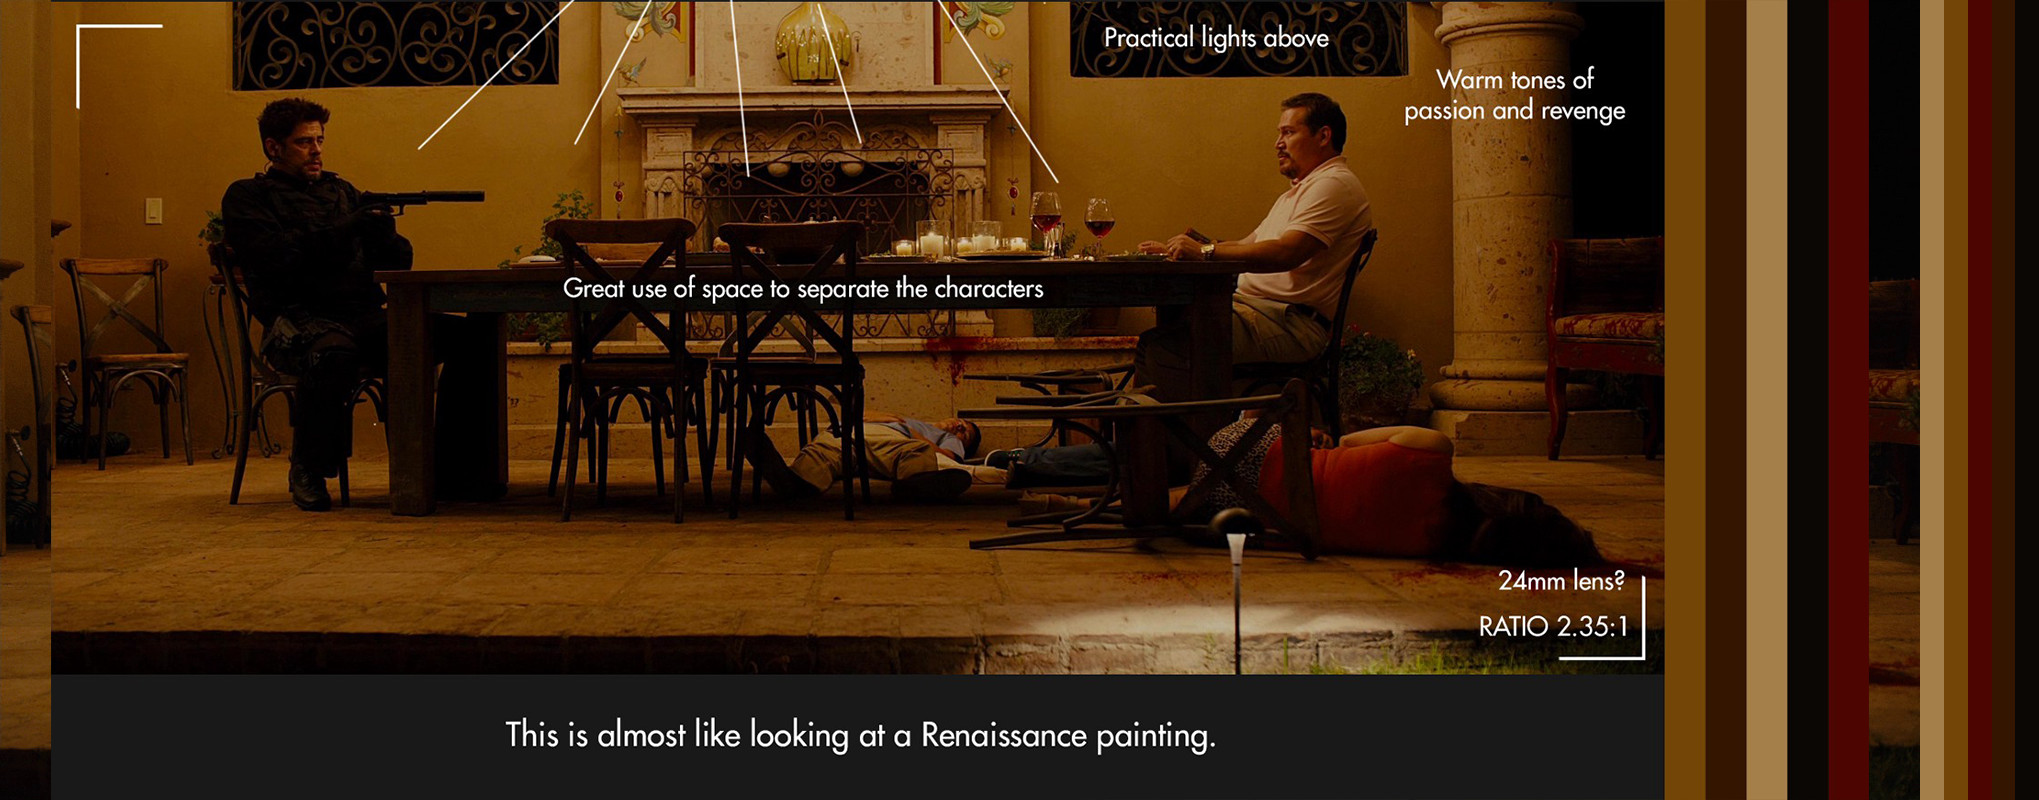 Practical lights above
Warm tones of
passion and revenge
Great use of space to separate the characters
24mm lens?
RATIO 2.35:1
This is almost like looking at a Renaissance painting.